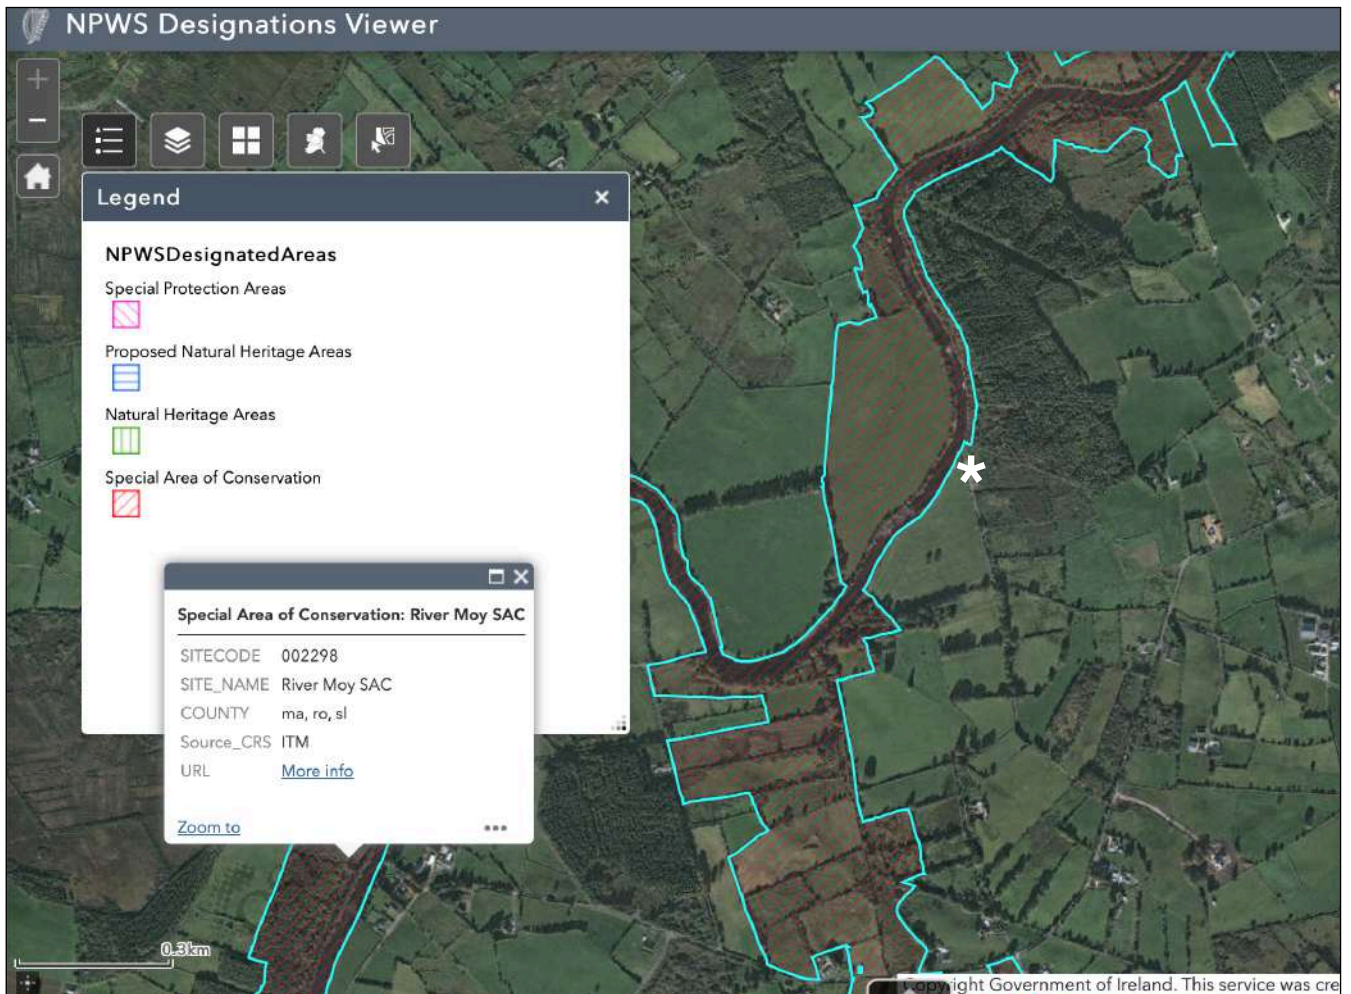 NPWS Designations Viewer
Legend
NPWSDesignatedAreas
Special Protection Areas
Proposed Natural Heritage Areas
Natural Heritage Areas
Special Area of Conservation
Special Area of Conservation: River Moy SAC
SITECODE 002298
SITE_NAME River Moy SAC
COUNTY ma, ro, sl
Source_CRS ITM
URL More info
Zoom to
0.3km
right Government of Ireland. This service was cre